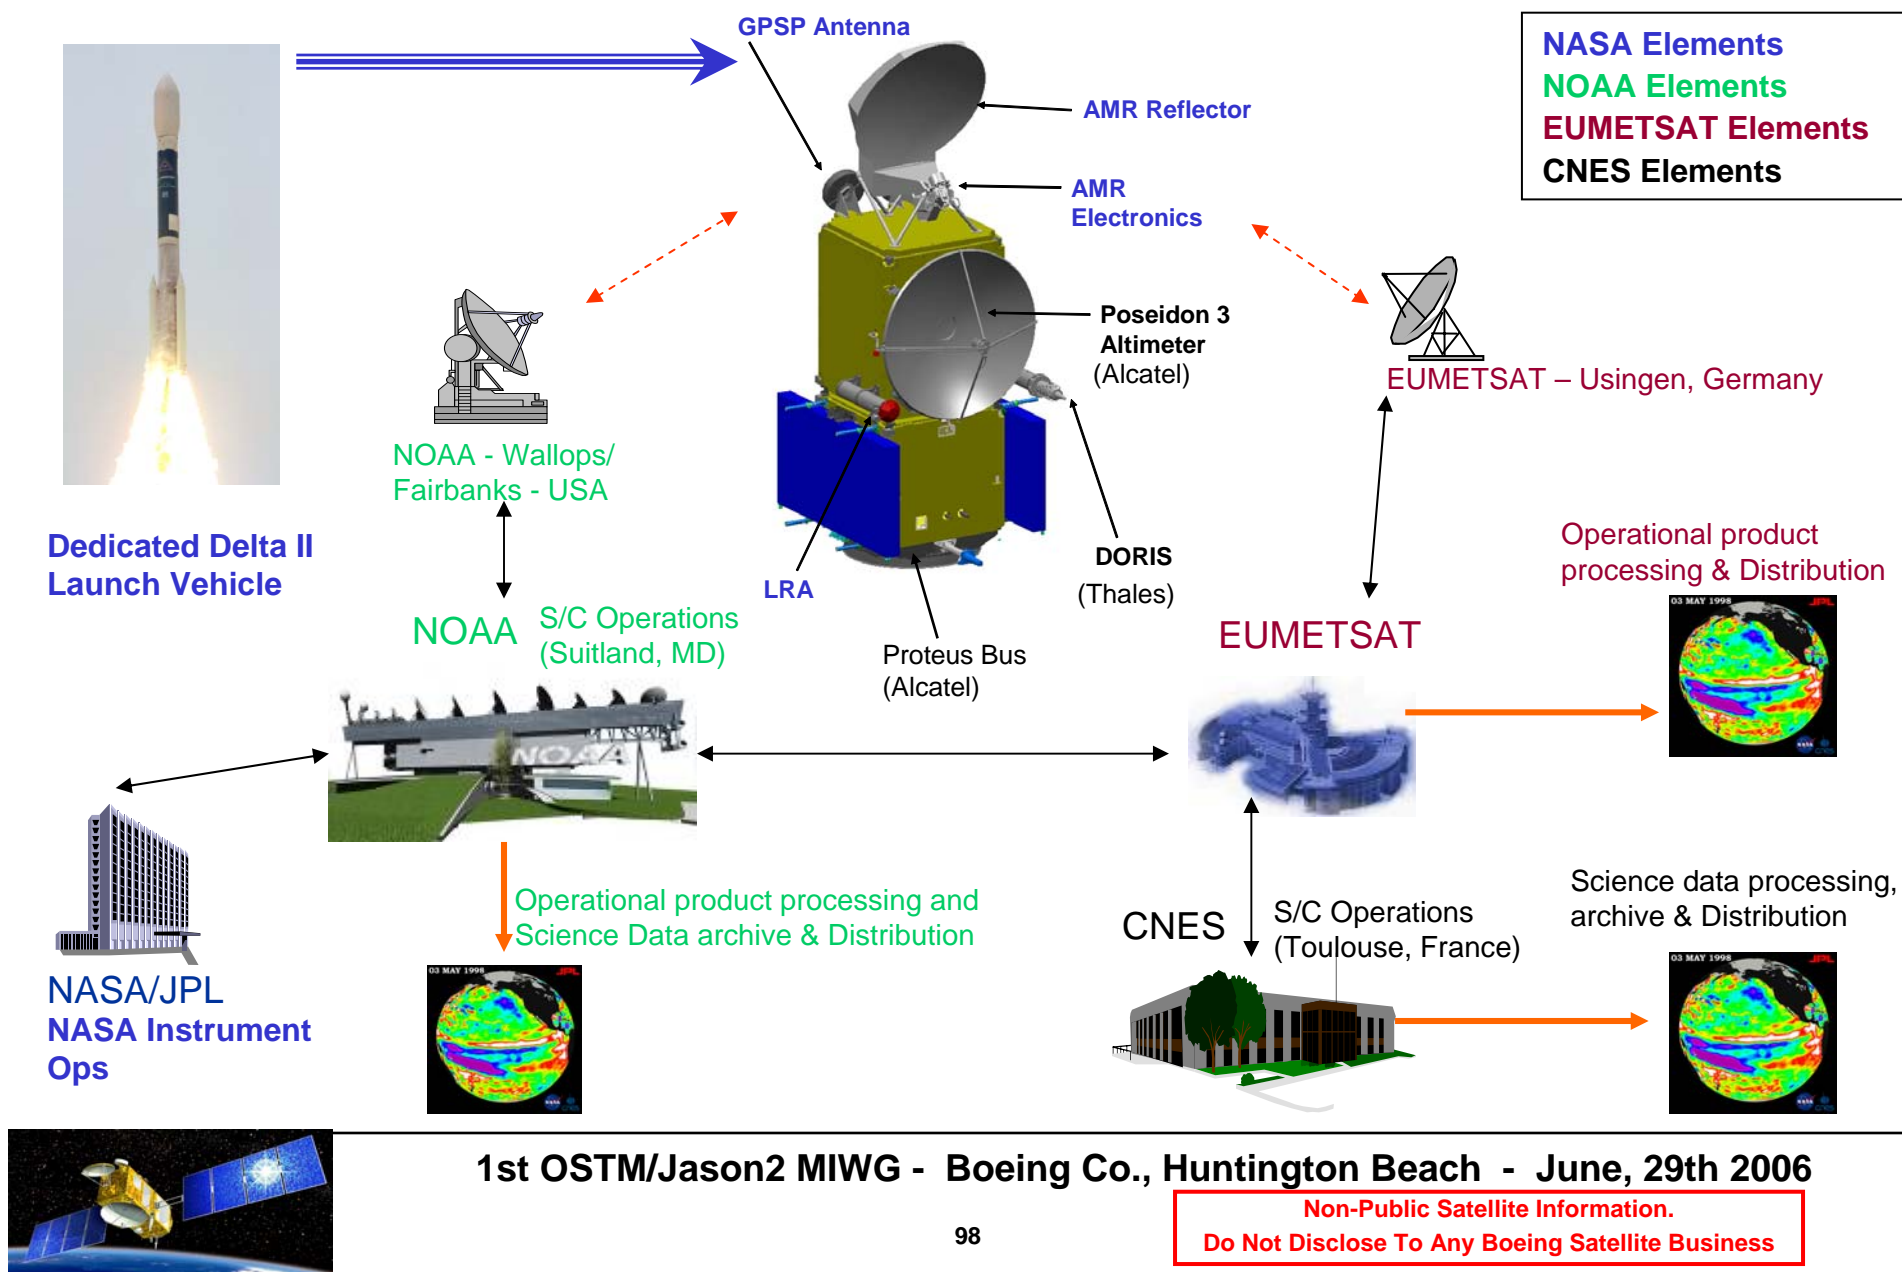 GPSP Antenna
NASA Elements
NOAA Elements
EUMETSAT Elements
CNES Elements
AMR Reflector
AMR
Electronics
Poseidon 3
Altimeter
(Alcatel)
EUMETSAT – Usingen, Germany
NOAA - Wallops/
Fairbanks - USA
Dedicated Delta II
Launch Vehicle
LRA
DORIS
(Thales)
Operational product
processing & Distribution
NOAA
S/C Operations
(Suitland, MD)
Proteus Bus
(Alcatel)
EUMETSAT
03 MAY 1998
JPL
NOAA
Operational product processing and
Science Data archive & Distribution
03 MAY 1998
JPL
CNES
S/C Operations
(Toulouse, France)
Science data processing,
archive & Distribution
03 MAY 1998
JPL
NASA/JPL
NASA Instrument
Ops
1st OSTM/Jason2 MIWG - Boeing Co., Huntington Beach - June, 29th 2006
Non-Public Satellite Information.
Do Not Disclose To Any Boeing Satellite Business
98